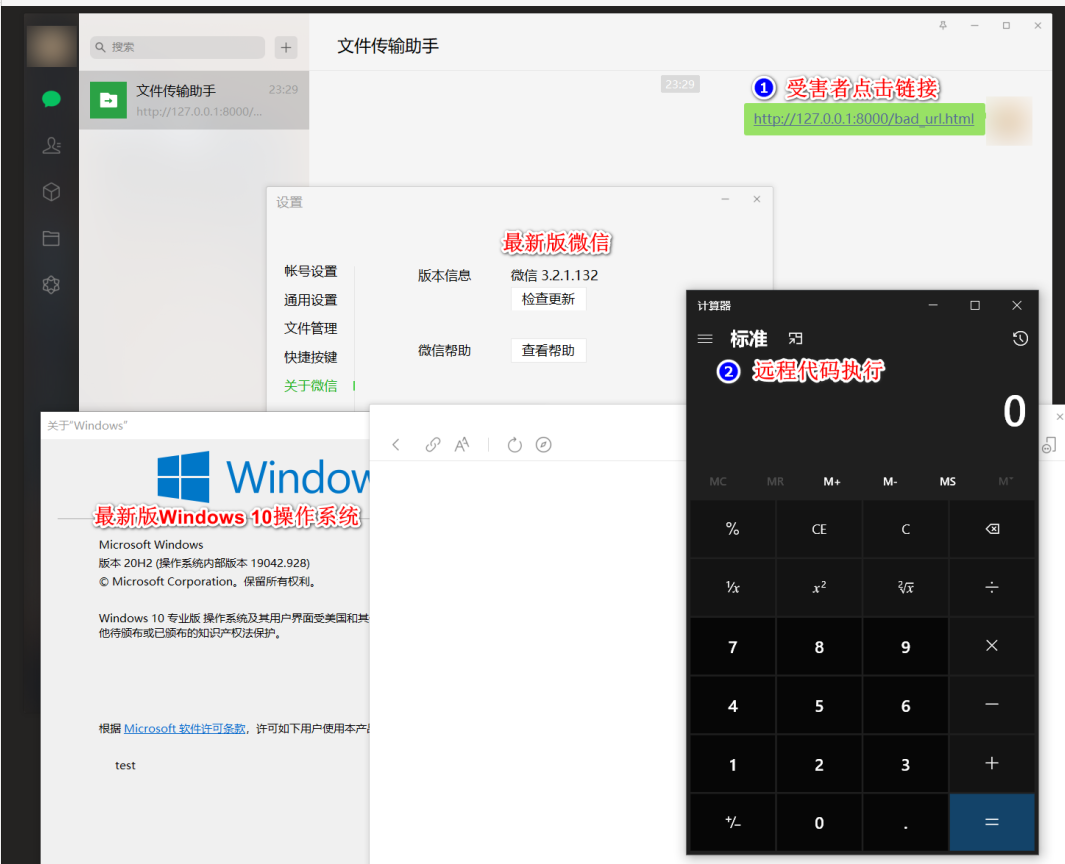 搜索
+
文件传输助手
文件传输助手
23:29
http://127.0.0.1:8000/...
23:29
1 受害者点击链接
http://127.0.0.1:8000/bad_url.html
设置
最新版微信
帐号设置
版本信息
微信 3.2.1.132
通用设置
检查更新
文件管理
快捷按键
微信帮助
查看帮助
关于微信
计算器
标准
2 远程代码执行
0
MC MR M+ M- MS M˅
% CE C
¹/x x² ²√x ÷
7 8 9 ×
4 5 6 −
1 2 3 +
+/− 0 . =
关于"Windows"
Window
最新版Windows 10操作系统
Microsoft Windows
版本 20H2 (操作系统内部版本 19042.928)
© Microsoft Corporation。保留所有权利。
Windows 10 专业版 操作系统及其用户界面受美国和其
他待颁布或已颁布的知识产权法保护。
根据 Microsoft 软件许可条款，许可如下用户使用本产
test